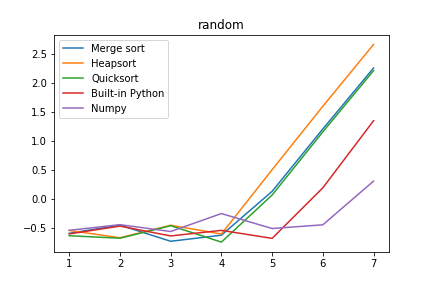 random
2.5
2.0
1.5
1.0
0.5
0.0
−0.5
Merge sort
Heapsort
Quicksort
Built-in Python
Numpy
1 2 3 4 5 6 7